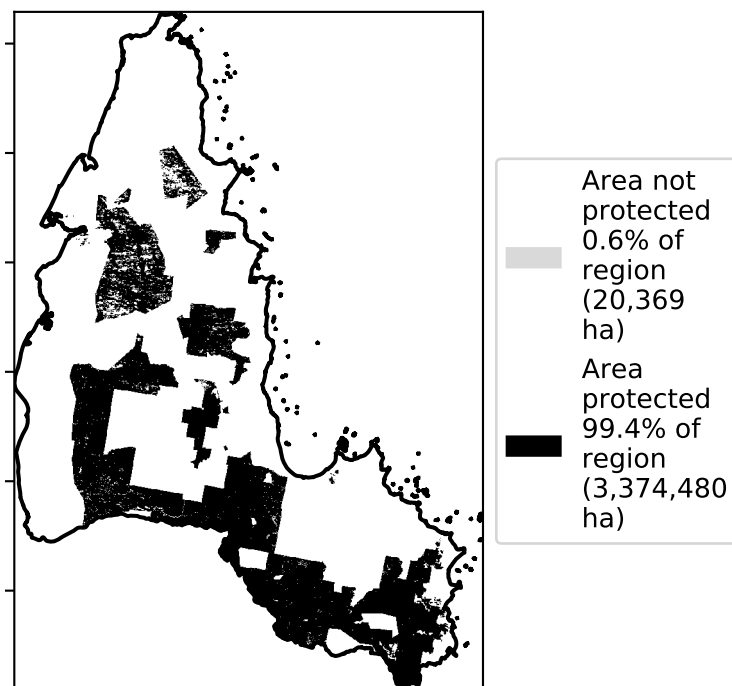 Area not
protected
0.6% of
region
(20,369
ha)
Area
protected
99.4% of
region
(3,374,480
ha)